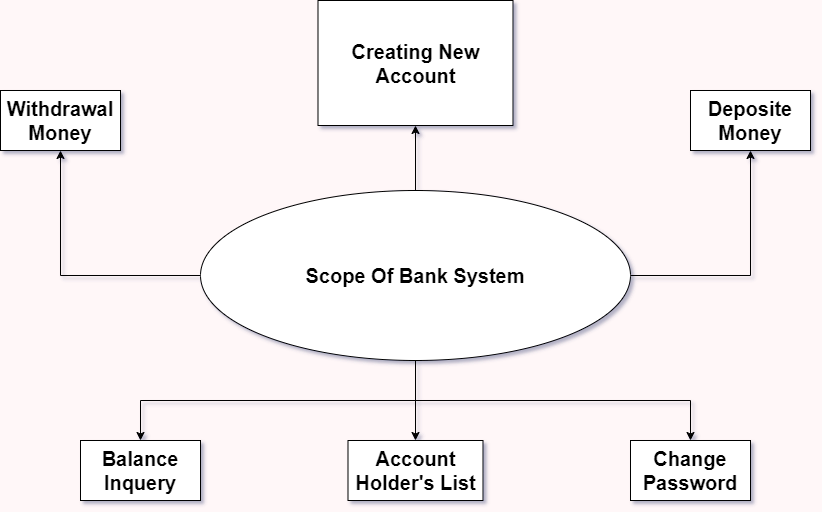 Creating New
Account
Withdrawal
Money
Deposite
Money
Scope Of Bank System
Balance
Inquery
Account
Holder's List
Change
Password